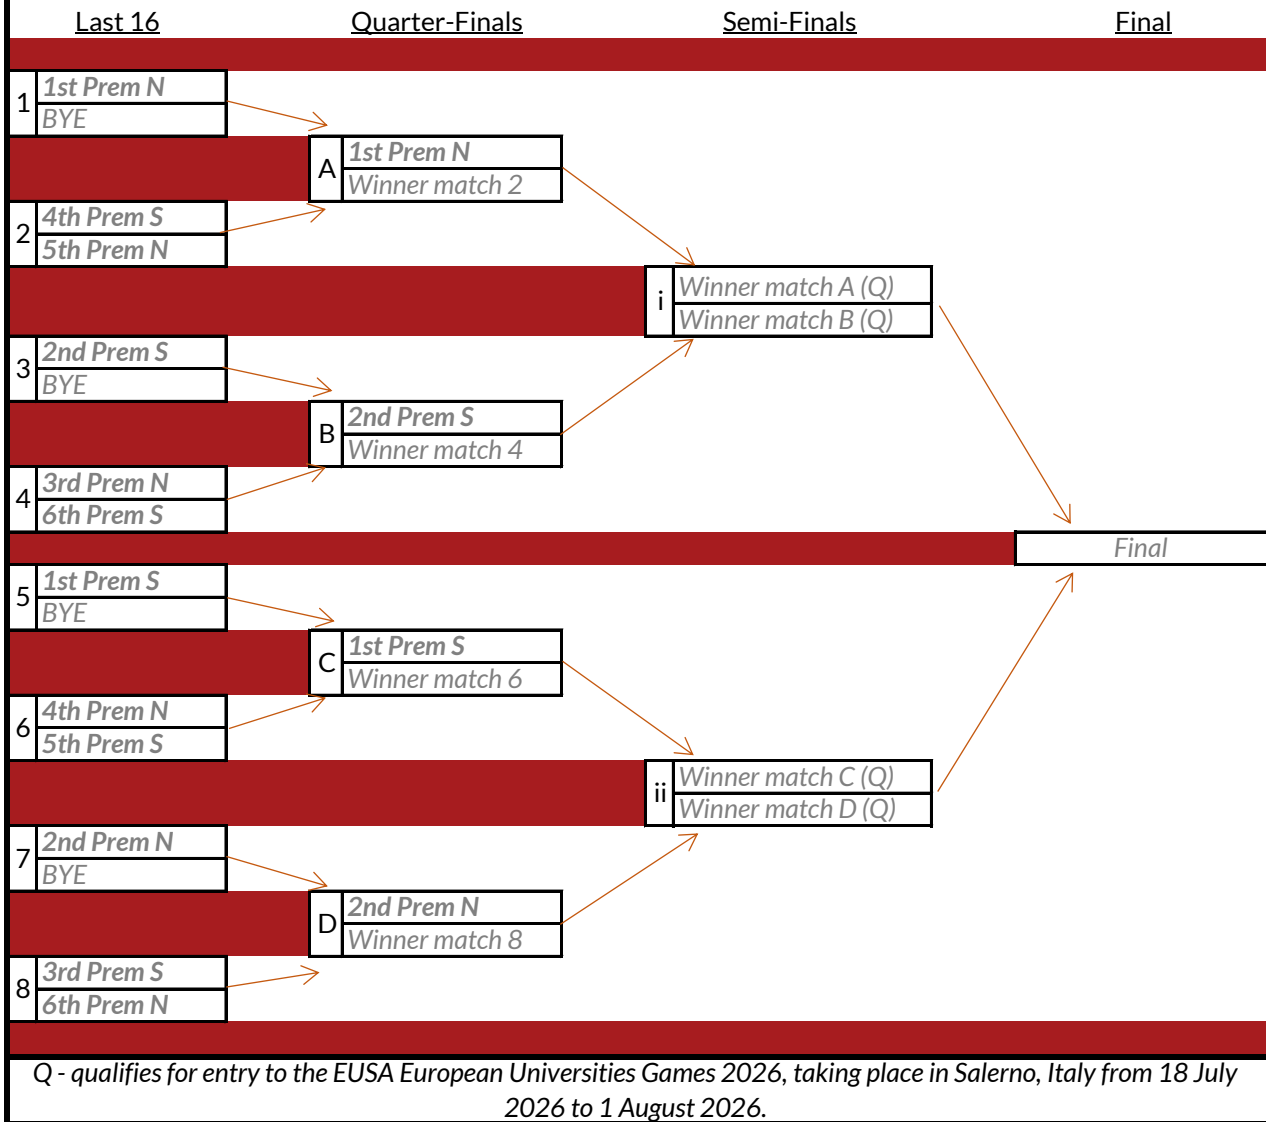 Last 16
Quarter-Finals
Semi-Finals
Final
1
1st Prem N
BYE
A
1st Prem N
Winner match 2
2
4th Prem S
5th Prem N
i
Winner match A (Q)
Winner match B (Q)
3
2nd Prem S
BYE
B
2nd Prem S
Winner match 4
4
3rd Prem N
6th Prem S
Final
5
1st Prem S
BYE
C
1st Prem S
Winner match 6
6
4th Prem N
5th Prem S
ii
Winner match C (Q)
Winner match D (Q)
7
2nd Prem N
BYE
D
2nd Prem N
Winner match 8
8
3rd Prem S
6th Prem N
Q - qualifies for entry to the EUSA European Universities Games 2026, taking place in Salerno, Italy from 18 July
2026 to 1 August 2026.